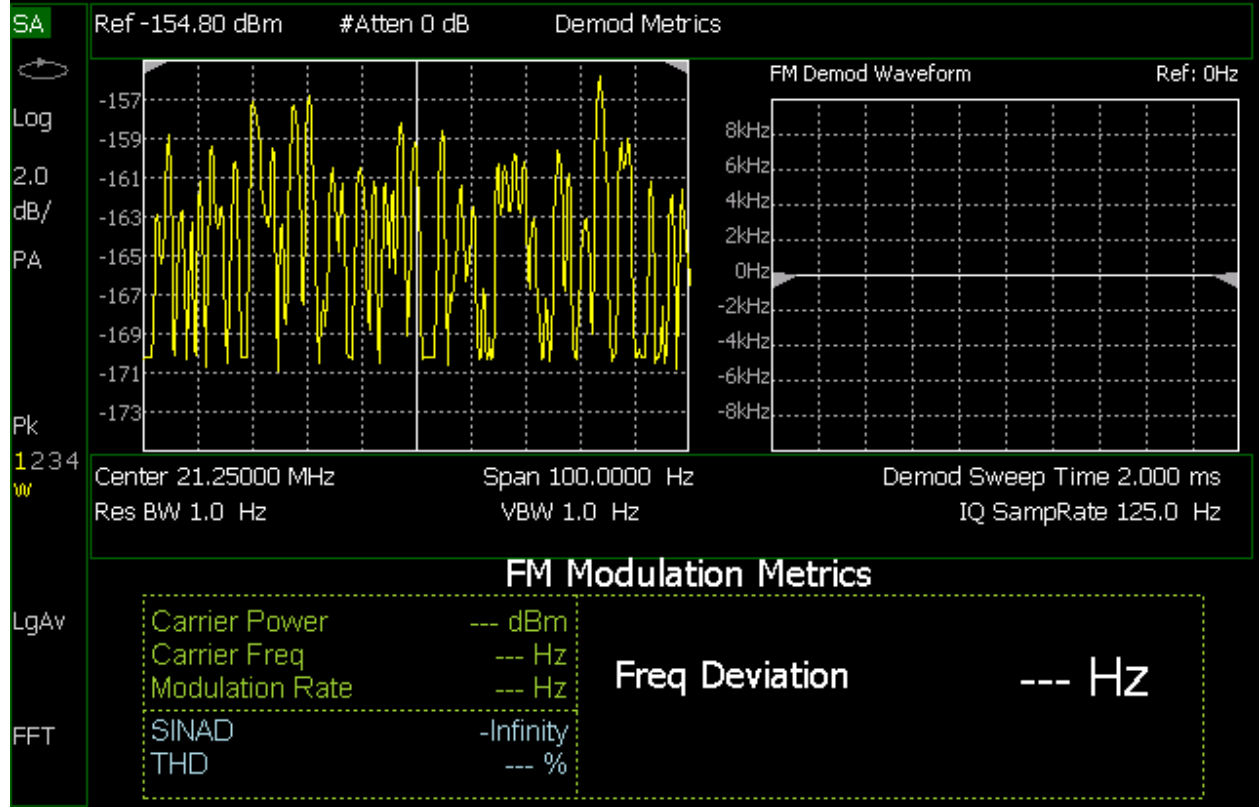 SA
Ref -154.80 dBm #Atten 0 dB Demod Metrics
Log
2.0
dB/
PA
Pk
1234
W
LgAv
FFT
-157
-159
-161
-163
-165
-167
-169
-171
-173
FM Demod Waveform Ref: 0Hz
8kHz
6kHz
4kHz
2kHz
0Hz
-2kHz
-4kHz
-6kHz
-8kHz
Center 21.25000 MHz Span 100.0000 Hz Demod Sweep Time 2.000 ms
Res BW 1.0 Hz VBW 1.0 Hz IQ SampRate 125.0 Hz
FM Modulation Metrics
Carrier Power --- dBm
Carrier Freq --- Hz
Modulation Rate --- Hz
SINAD -Infinity
THD --- %
Freq Deviation --- Hz